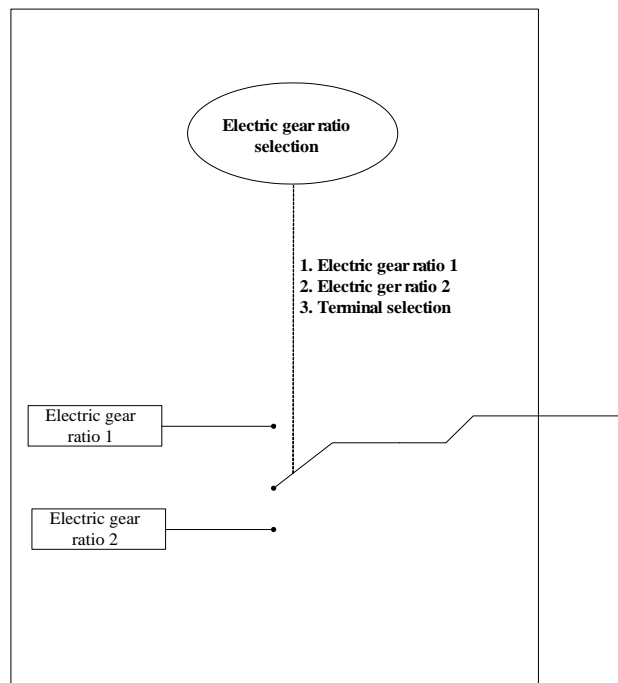 Electric gear ratio
selection
1. Electric gear ratio 1
2. Electric ger ratio 2
3. Terminal selection
Electric gear
ratio 1
Electric gear
ratio 2